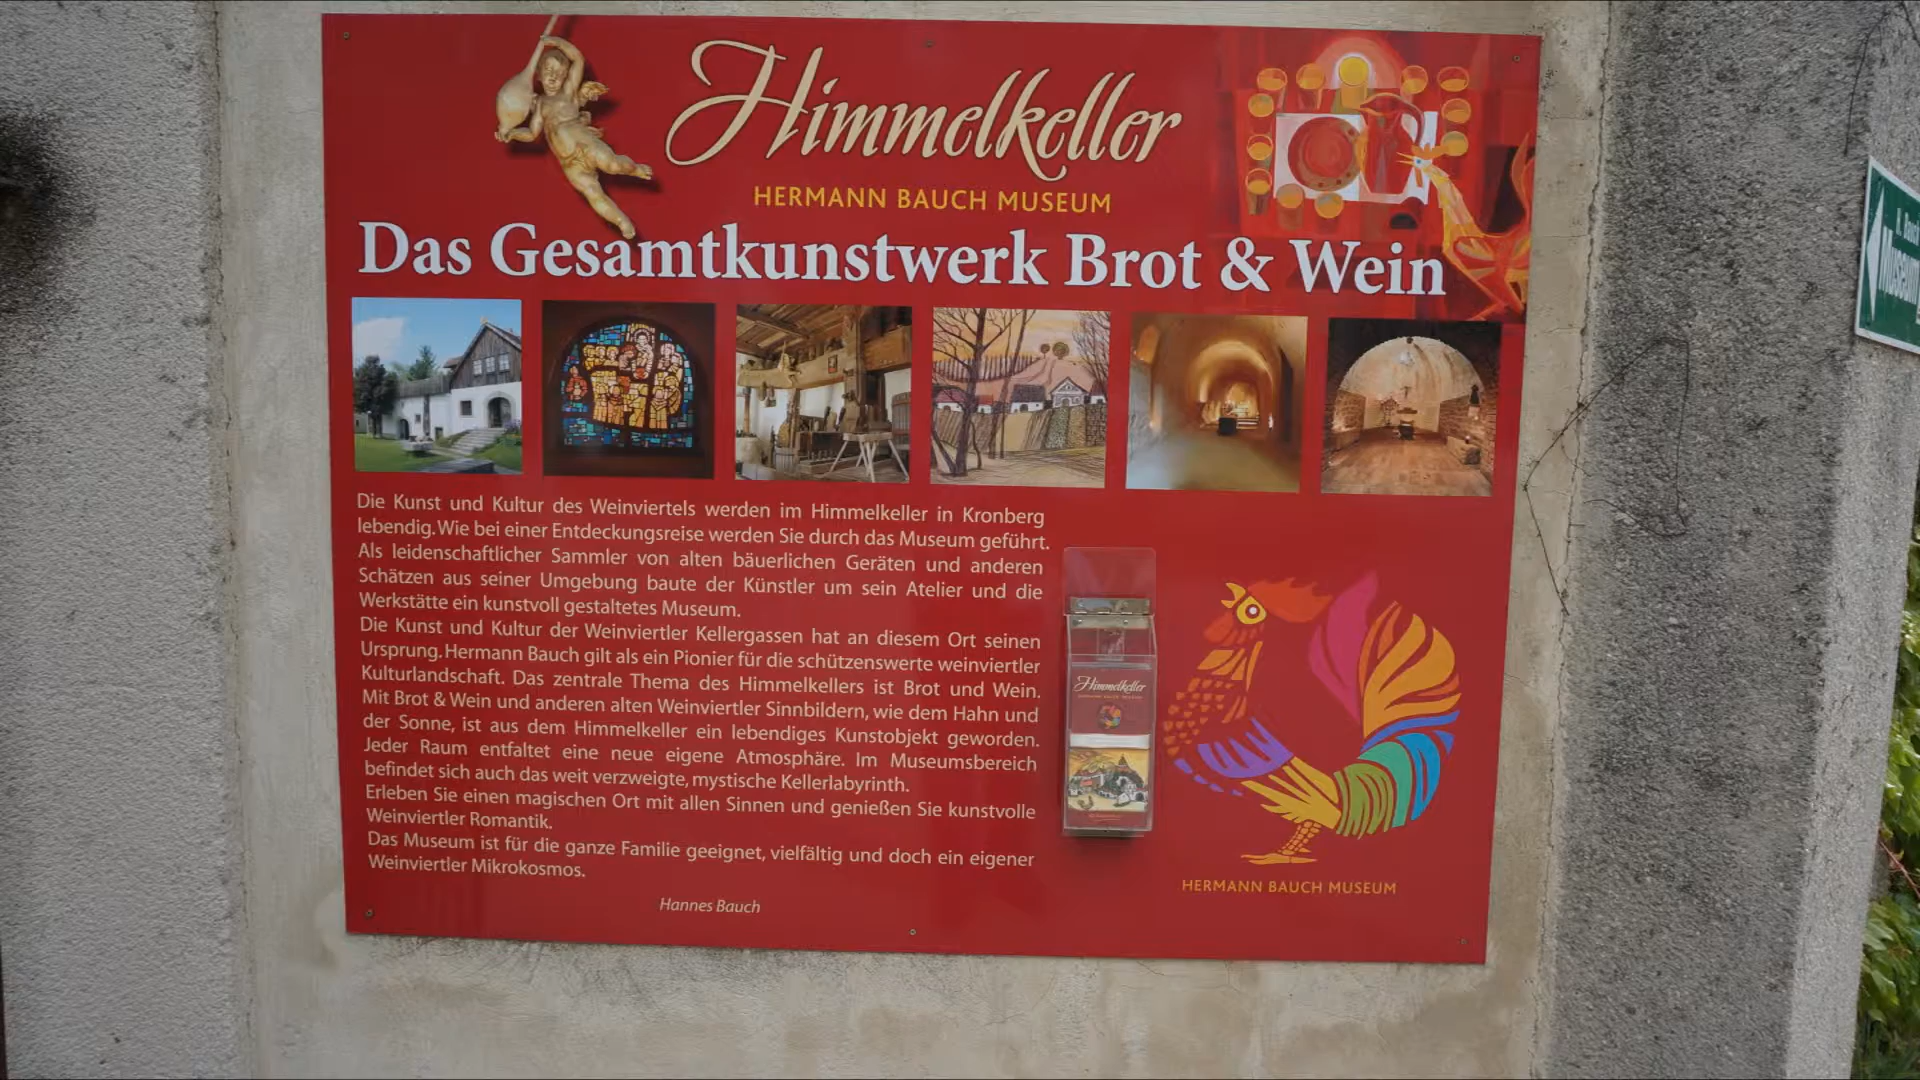 Himmelkeller
HERMANN BAUCH MUSEUM
Das Gesamtkunstwerk Brot & Wein
H. Bauch
Museum
Die Kunst und Kultur des Weinviertels werden im Himmelkeller in Kronberg
lebendig. Wie bei einer Entdeckungsreise werden Sie durch das Museum geführt.
Als leidenschaftlicher Sammler von alten bäuerlichen Geräten und anderen
Schätzen aus seiner Umgebung baute der Künstler um sein Atelier und die
Werkstätte ein kunstvoll gestaltetes Museum.
Die Kunst und Kultur der Weinviertler Kellergassen hat an diesem Ort seinen
Ursprung. Hermann Bauch gilt als ein Pionier für die schützenswerte weinviertler
Kulturlandschaft. Das zentrale Thema des Himmelkellers ist Brot und Wein.
Mit Brot & Wein und anderen alten Weinviertler Sinnbildern, wie dem Hahn und
der Sonne, ist aus dem Himmelkeller ein lebendiges Kunstobjekt geworden.
Jeder Raum entfaltet eine neue eigene Atmosphäre. Im Museumsbereich
befindet sich auch das weit verzweigte, mystische Kellerlabyrinth.
Erleben Sie einen magischen Ort mit allen Sinnen und genießen Sie kunstvolle
Weinviertler Romantik.
Das Museum ist für die ganze Familie geeignet, vielfältig und doch ein eigener
Weinviertler Mikrokosmos.
Hannes Bauch
Himmelkeller
HERMANN BAUCH MUSEUM
HERMANN BAUCH MUSEUM